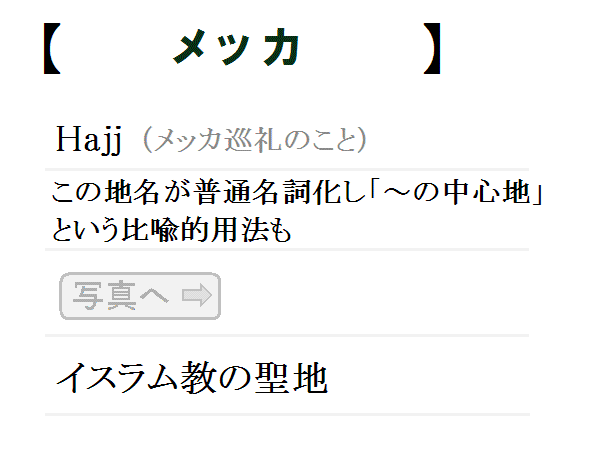 【 メッカ 】
Hajj（メッカ巡礼のこと）
この地名が普通名詞化し「～の中心地」
という比喩的用法も
写真へ ⇨
イスラム教の聖地